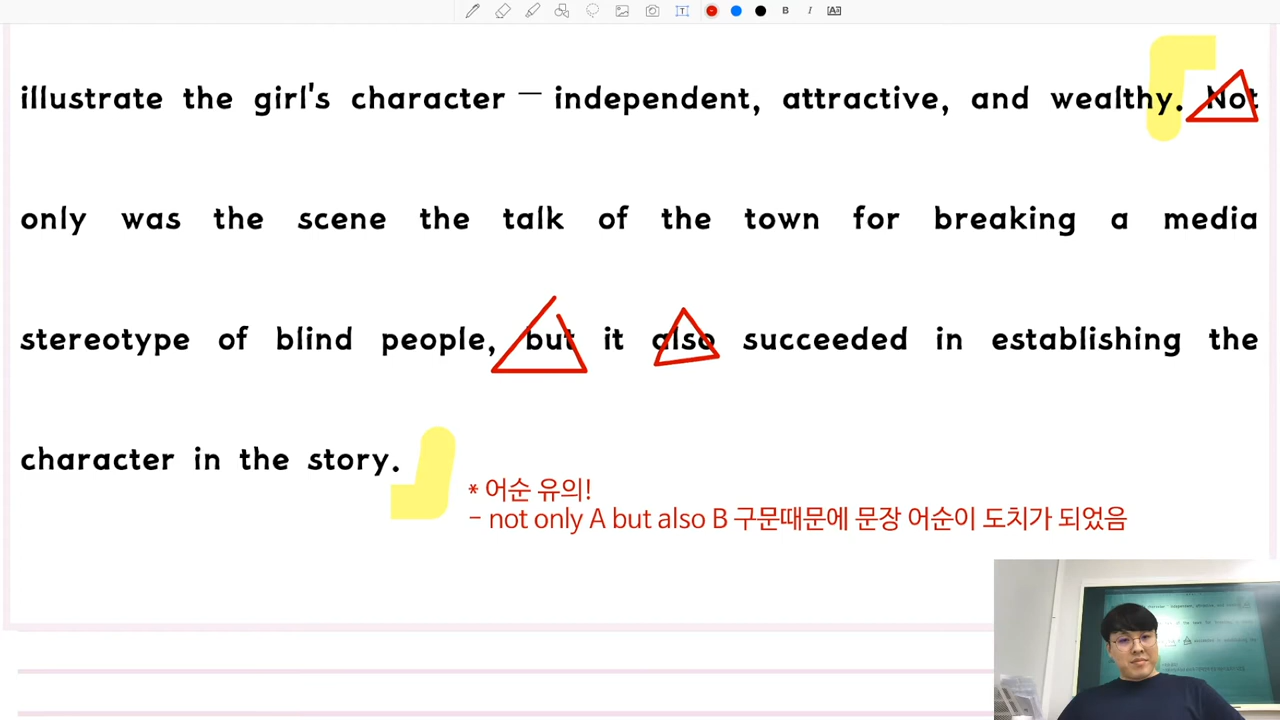 B I A
illustrate the girl's character – independent, attractive, and wealthy. Not
only was the scene the talk of the town for breaking a media
stereotype of blind people, but it also succeeded in establishing the
character in the story.
* 어순 유의!
- not only A but also B 구문때문에 문장 어순이 도치가 되었음